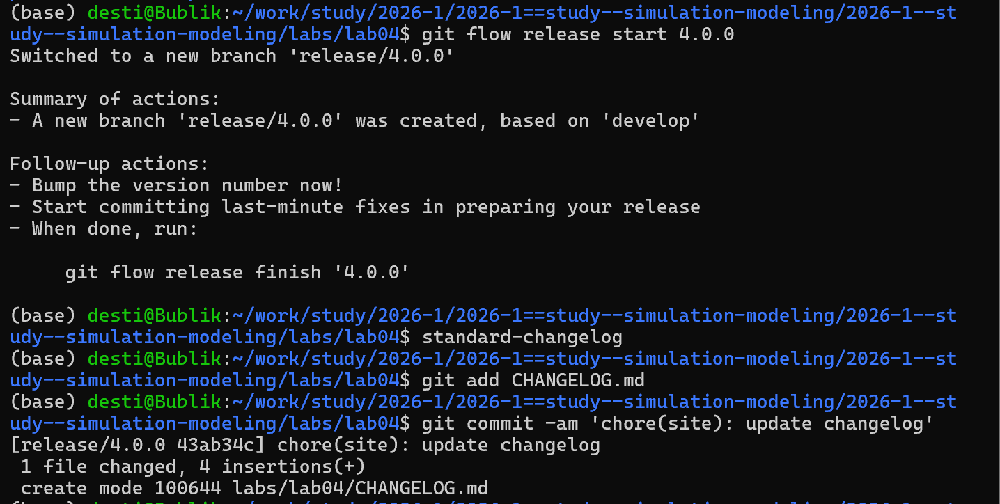 (base) desti@Bublik:~/work/study/2026-1/2026-1==study--simulation-modeling/2026-1--st
udy--simulation-modeling/labs/lab04$ git flow release start 4.0.0
Switched to a new branch 'release/4.0.0'
Summary of actions:
- A new branch 'release/4.0.0' was created, based on 'develop'
Follow-up actions:
- Bump the version number now!
- Start committing last-minute fixes in preparing your release
- When done, run:
git flow release finish '4.0.0'
(base) desti@Bublik:~/work/study/2026-1/2026-1==study--simulation-modeling/2026-1--st
udy--simulation-modeling/labs/lab04$ standard-changelog
(base) desti@Bublik:~/work/study/2026-1/2026-1==study--simulation-modeling/2026-1--st
udy--simulation-modeling/labs/lab04$ git add CHANGELOG.md
(base) desti@Bublik:~/work/study/2026-1/2026-1==study--simulation-modeling/2026-1--st
udy--simulation-modeling/labs/lab04$ git commit -am 'chore(site): update changelog'
[release/4.0.0 43ab34c] chore(site): update changelog
1 file changed, 4 insertions(+)
create mode 100644 labs/lab04/CHANGELOG.md